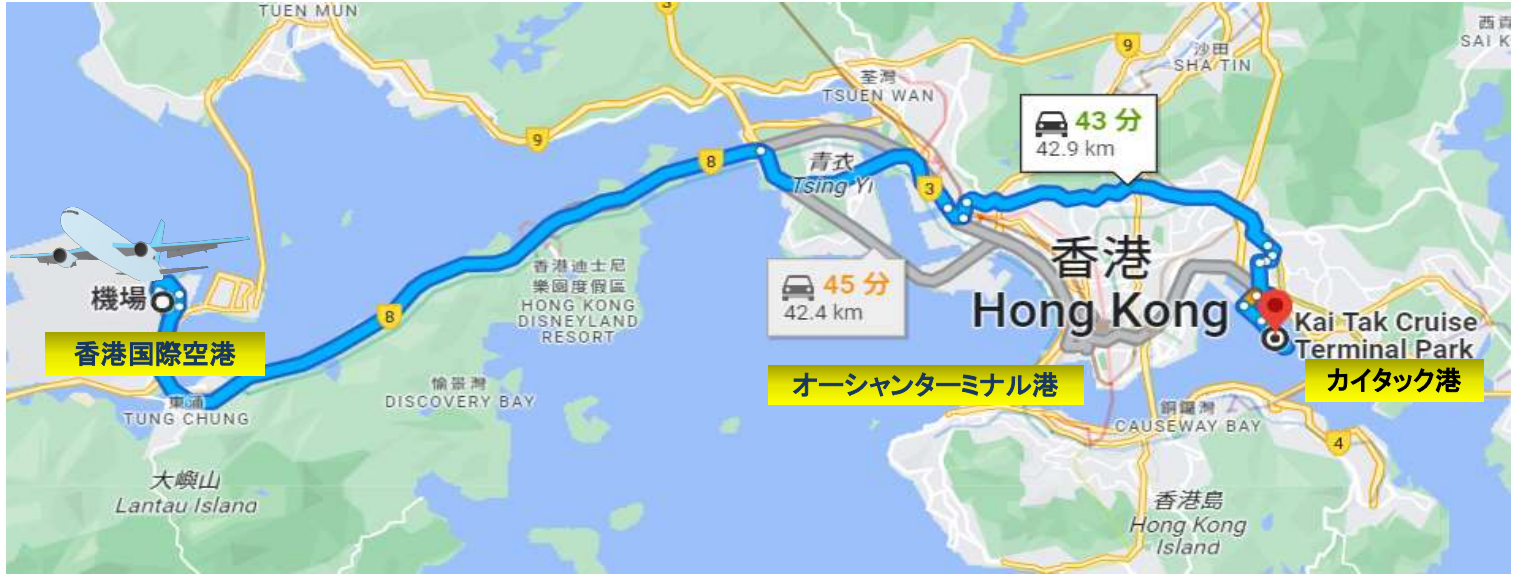 TUEN MUN
3
西貢
SAI K
9
沙田
SHA TIN
荃灣
TSUEN WAN
43 分
42.9 km
9
8
青衣
Tsing Yi
3
機場
香港国際空港
香港迪士尼
樂園度假區
HONG KONG
DISNEYLAND
RESORT
45 分
42.4 km
香港
Hong Kong
8
Kai Tak Cruise
Terminal Park
カイタック港
オーシャンターミナル港
愉景灣
DISCOVERY BAY
東涌
TUNG CHUNG
銅鑼灣
CAUSEWAY BAY
4
大嶼山
Lantau Island
香港島
Hong Kong
Island